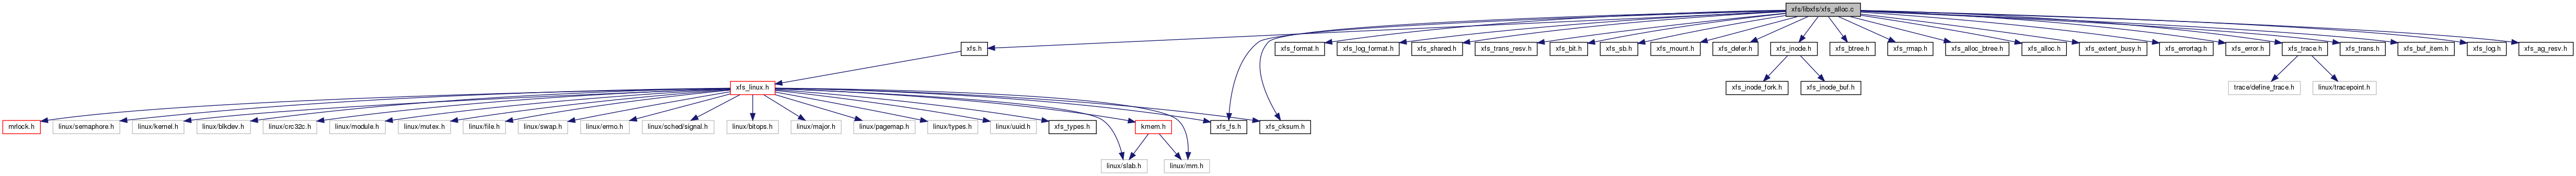 xfs/libxfs/xfs_alloc.c
xfs.h
xfs_format.h
xfs_log_format.h
xfs_shared.h
xfs_trans_resv.h
xfs_bit.h
xfs_sb.h
xfs_mount.h
xfs_defer.h
xfs_inode.h
xfs_btree.h
xfs_rmap.h
xfs_alloc_btree.h
xfs_alloc.h
xfs_extent_busy.h
xfs_errortag.h
xfs_error.h
xfs_trace.h
xfs_trans.h
xfs_buf_item.h
xfs_log.h
xfs_ag_resv.h
xfs_linux.h
xfs_inode_fork.h
xfs_inode_buf.h
trace/define_trace.h
linux/tracepoint.h
mrlock.h
linux/semaphore.h
linux/kernel.h
linux/blkdev.h
linux/crc32c.h
linux/module.h
linux/mutex.h
linux/file.h
linux/swap.h
linux/errno.h
linux/sched/signal.h
linux/bitops.h
linux/major.h
linux/pagemap.h
linux/types.h
linux/uuid.h
xfs_types.h
kmem.h
xfs_fs.h
xfs_cksum.h
linux/slab.h
linux/mm.h